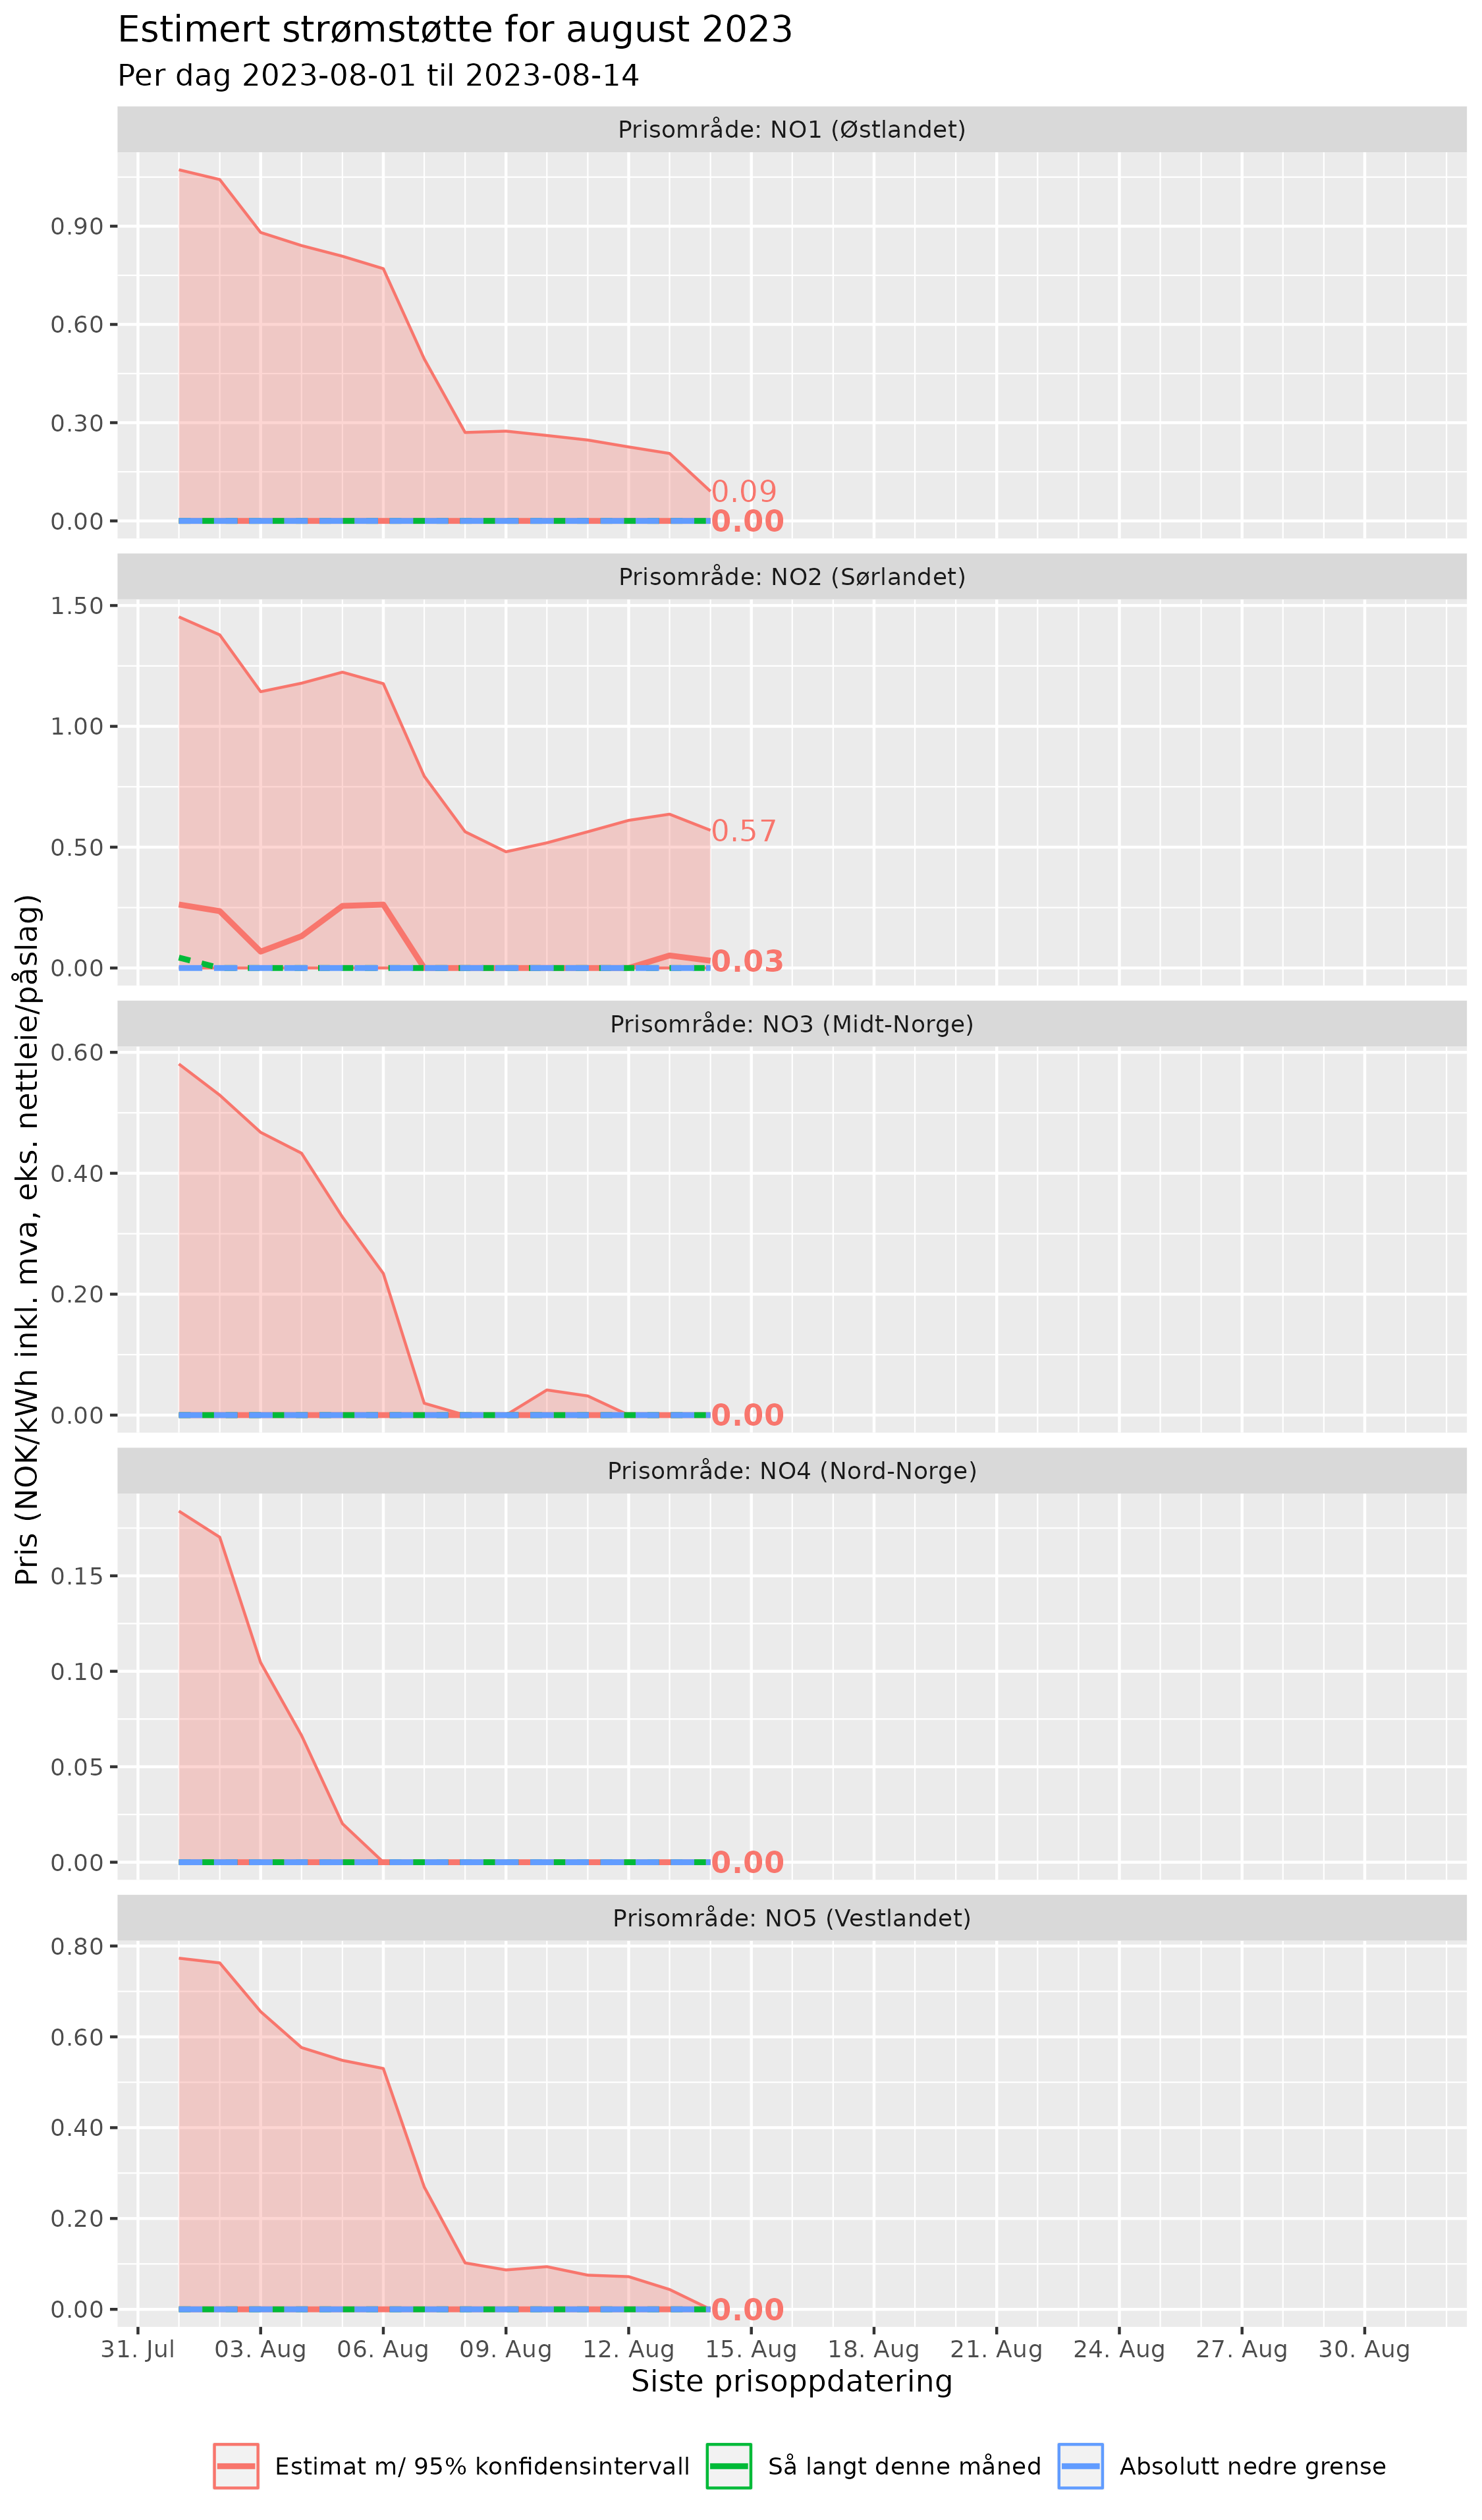 Estimert strømstøtte for august 2023
Per dag 2023-08-01 til 2023-08-14
Pris (NOK/kWh inkl. mva, eks. nettleie/påslag)
Prisområde: NO1 (Østlandet)
0.90
0.60
0.30
0.00
0.09
0.00
Prisområde: NO2 (Sørlandet)
1.50
1.00
0.50
0.00
0.57
0.03
Prisområde: NO3 (Midt-Norge)
0.60
0.40
0.20
0.00
0.00
Prisområde: NO4 (Nord-Norge)
0.15
0.10
0.05
0.00
0.00
Prisområde: NO5 (Vestlandet)
0.80
0.60
0.40
0.20
0.00
0.00
31. Jul 03. Aug 06. Aug 09. Aug 12. Aug 15. Aug 18. Aug 21. Aug 24. Aug 27. Aug 30. Aug
Siste prisoppdatering
Estimat m/ 95% konfidensintervall Så langt denne måned Absolutt nedre grense